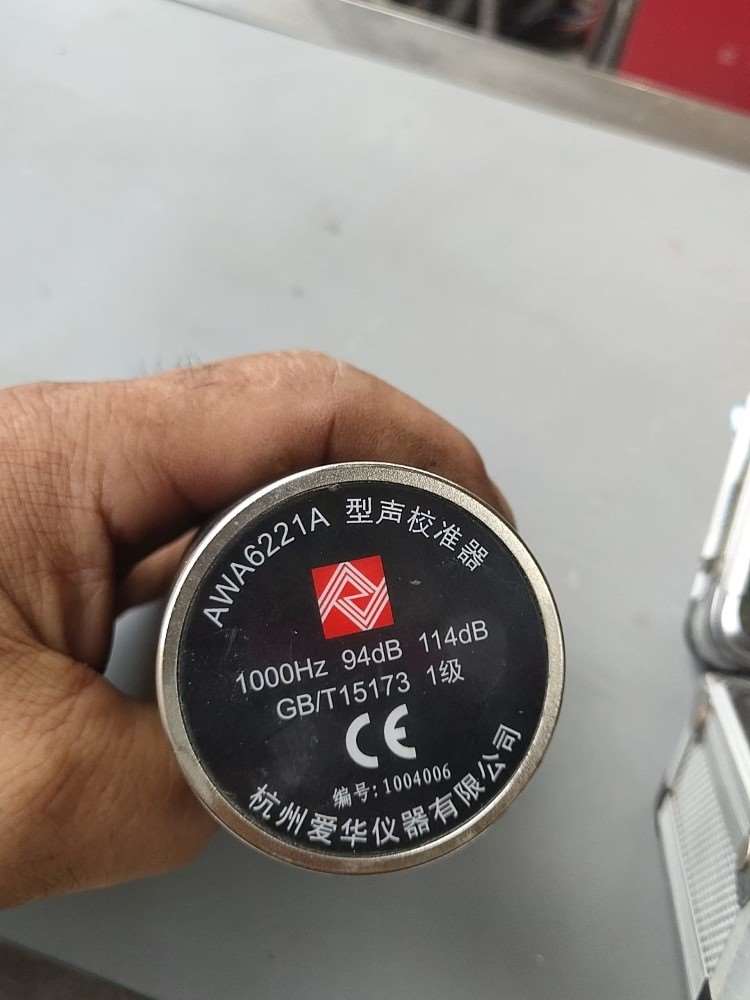 AWA6221A 型声校准器
1000Hz 94dB 114dB
GB/T15173 1级
CE
编号:1004006
杭州爱华仪器有限公司